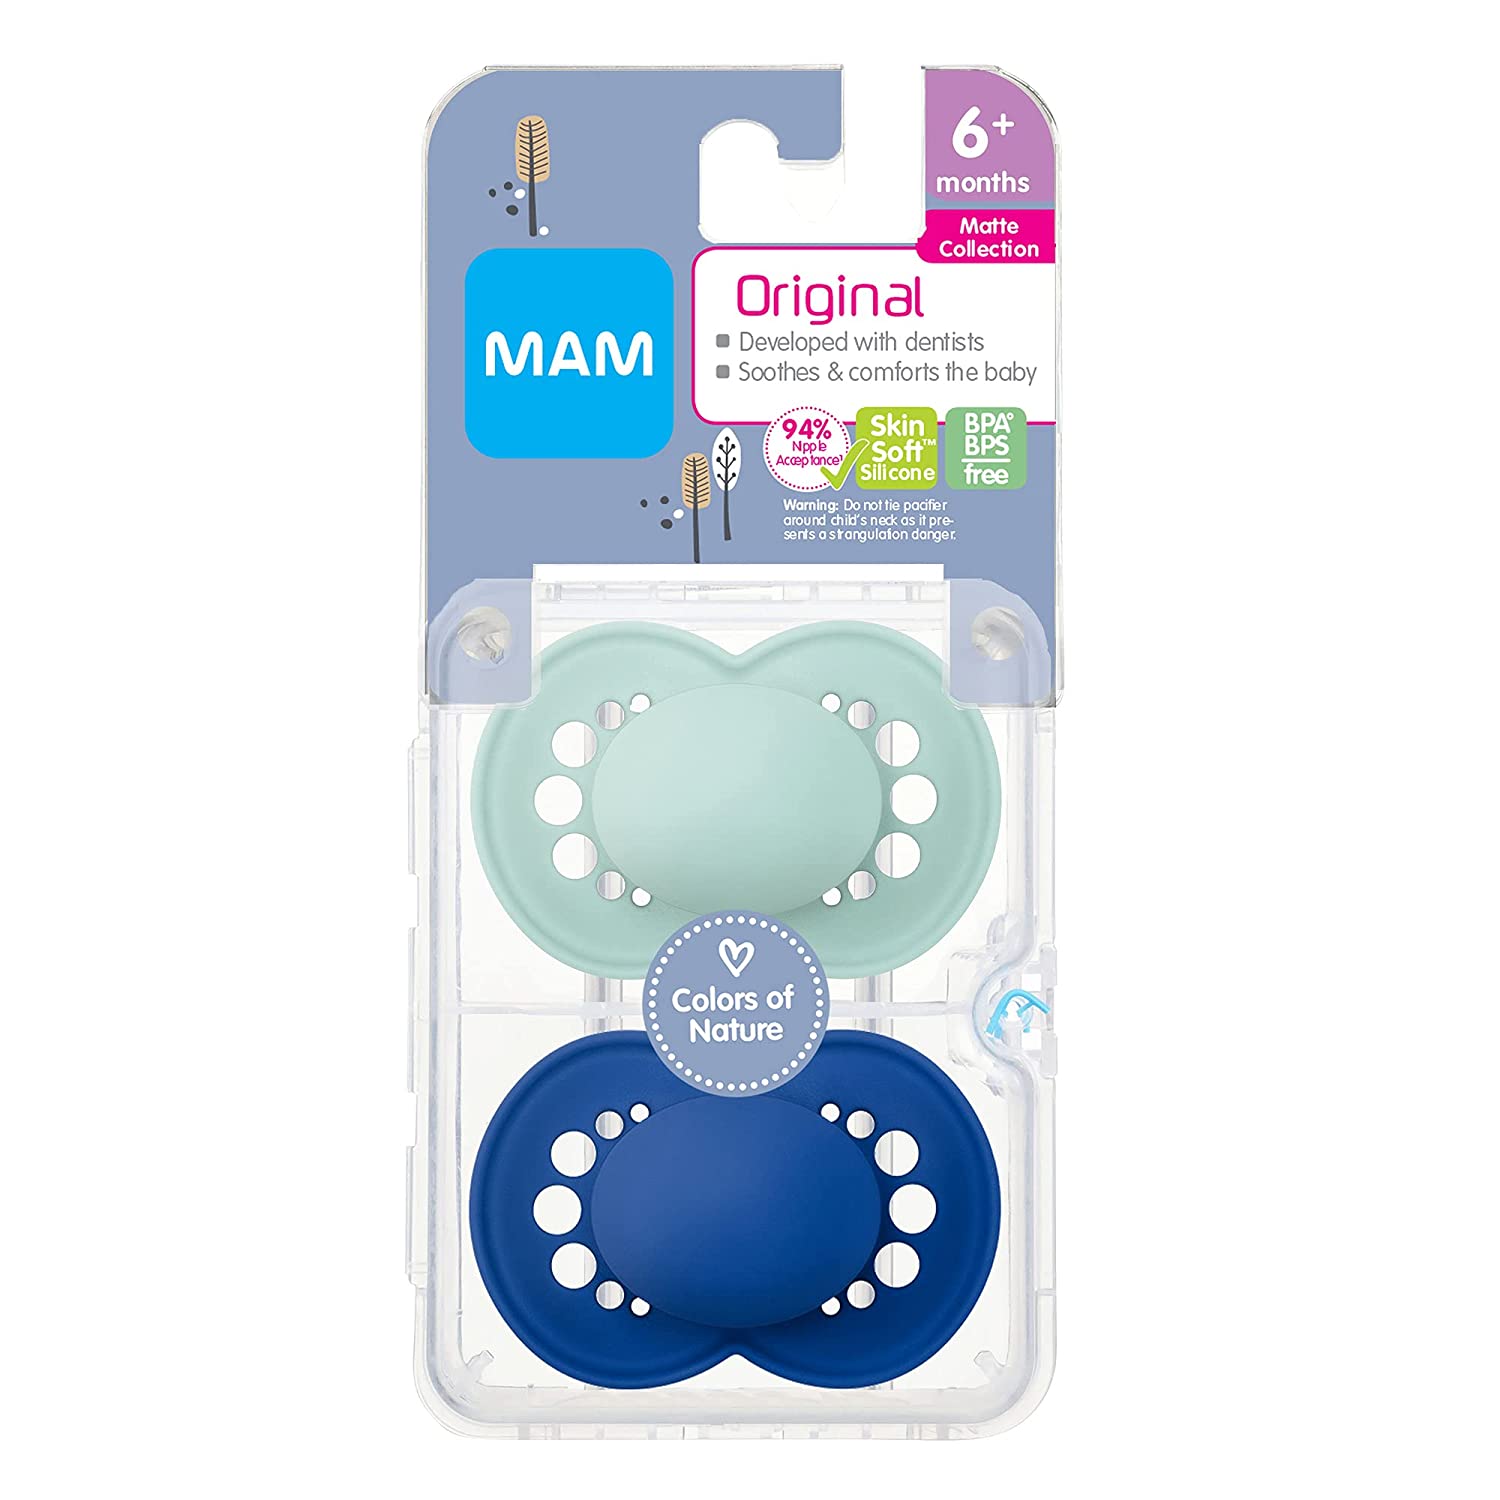 6+
months
Matte
Collection
MAM
Original
Developed with dentists
Soothes & comforts the baby
94%
Nipple
Acceptance¹
Skin
Soft™
Silicone
BPA°
BPS
free
Warning: Do not tie pacifier
around child's neck as it pre-
sents a strangulation danger.
Colors of
Nature